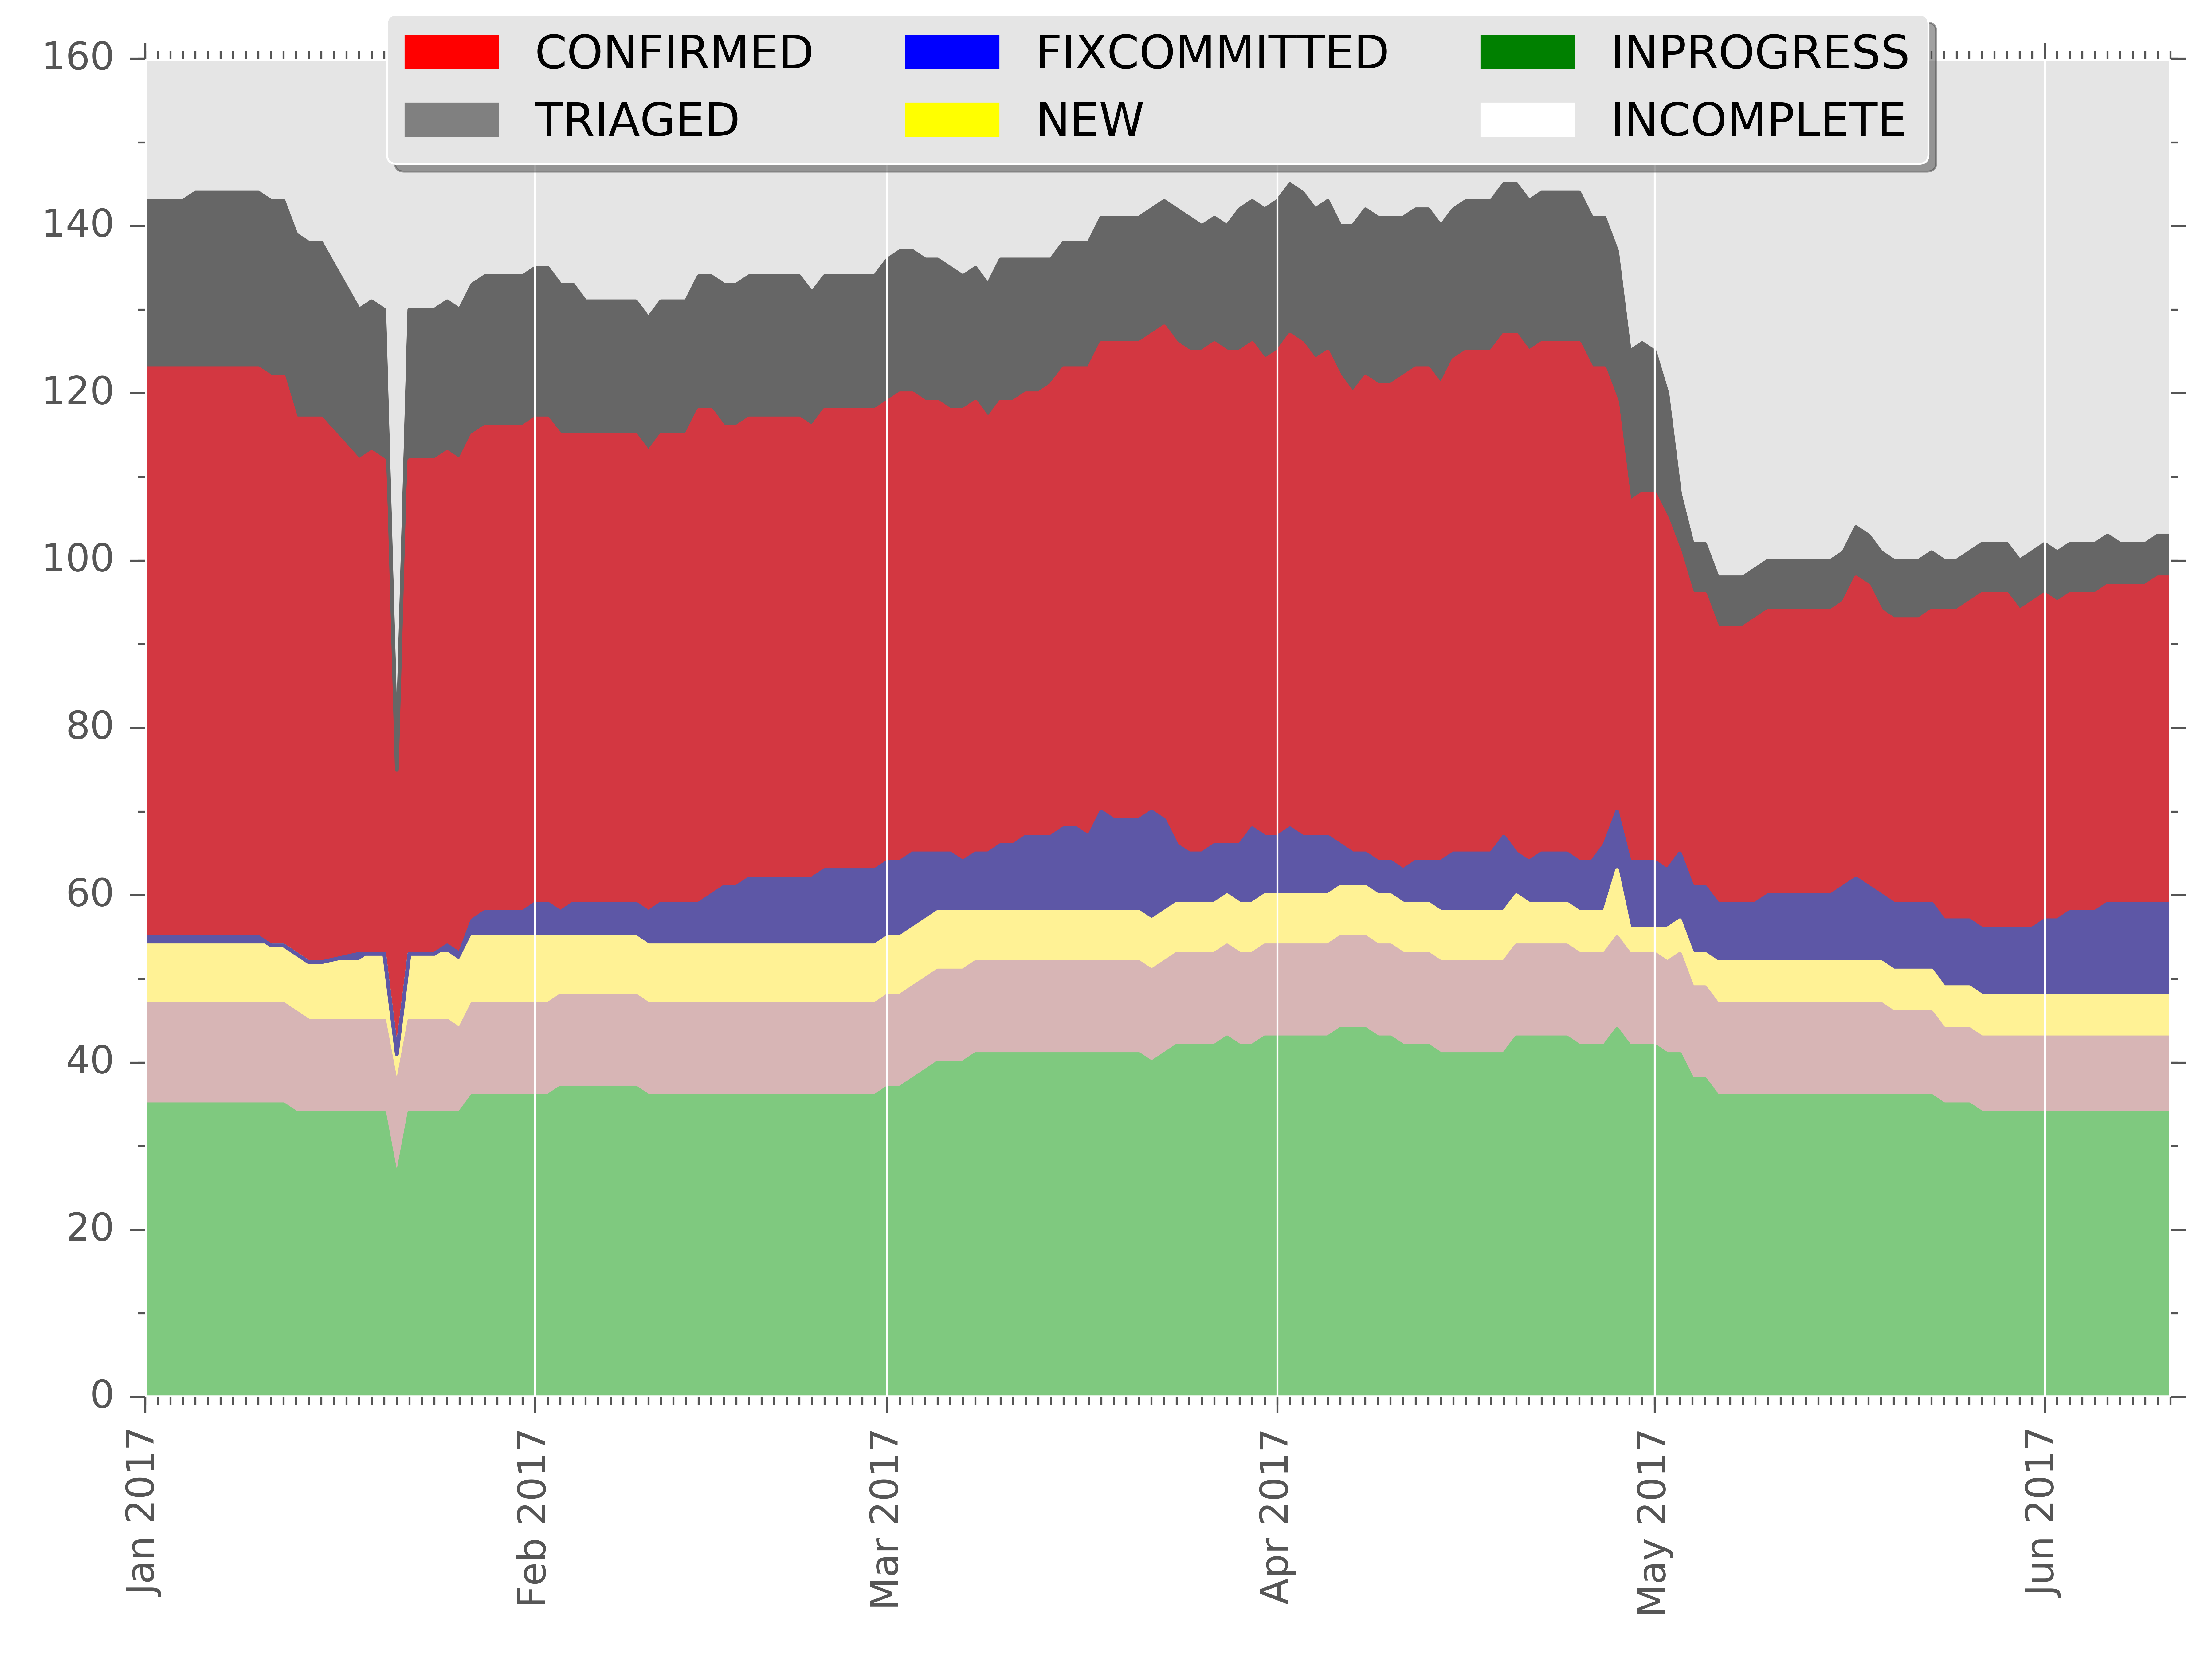 CONFIRMED FIXCOMMITTED INPROGRESS
TRIAGED NEW INCOMPLETE
160
140
120
100
80
60
40
20
0
Jan 2017
Feb 2017
Mar 2017
Apr 2017
May 2017
Jun 2017